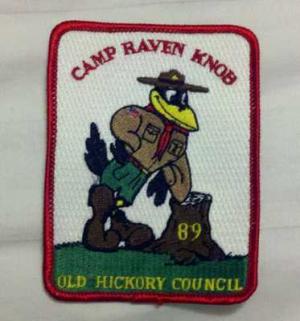 CAMP RAVEN KNOB
89
OLD HICKORY COUNCIL